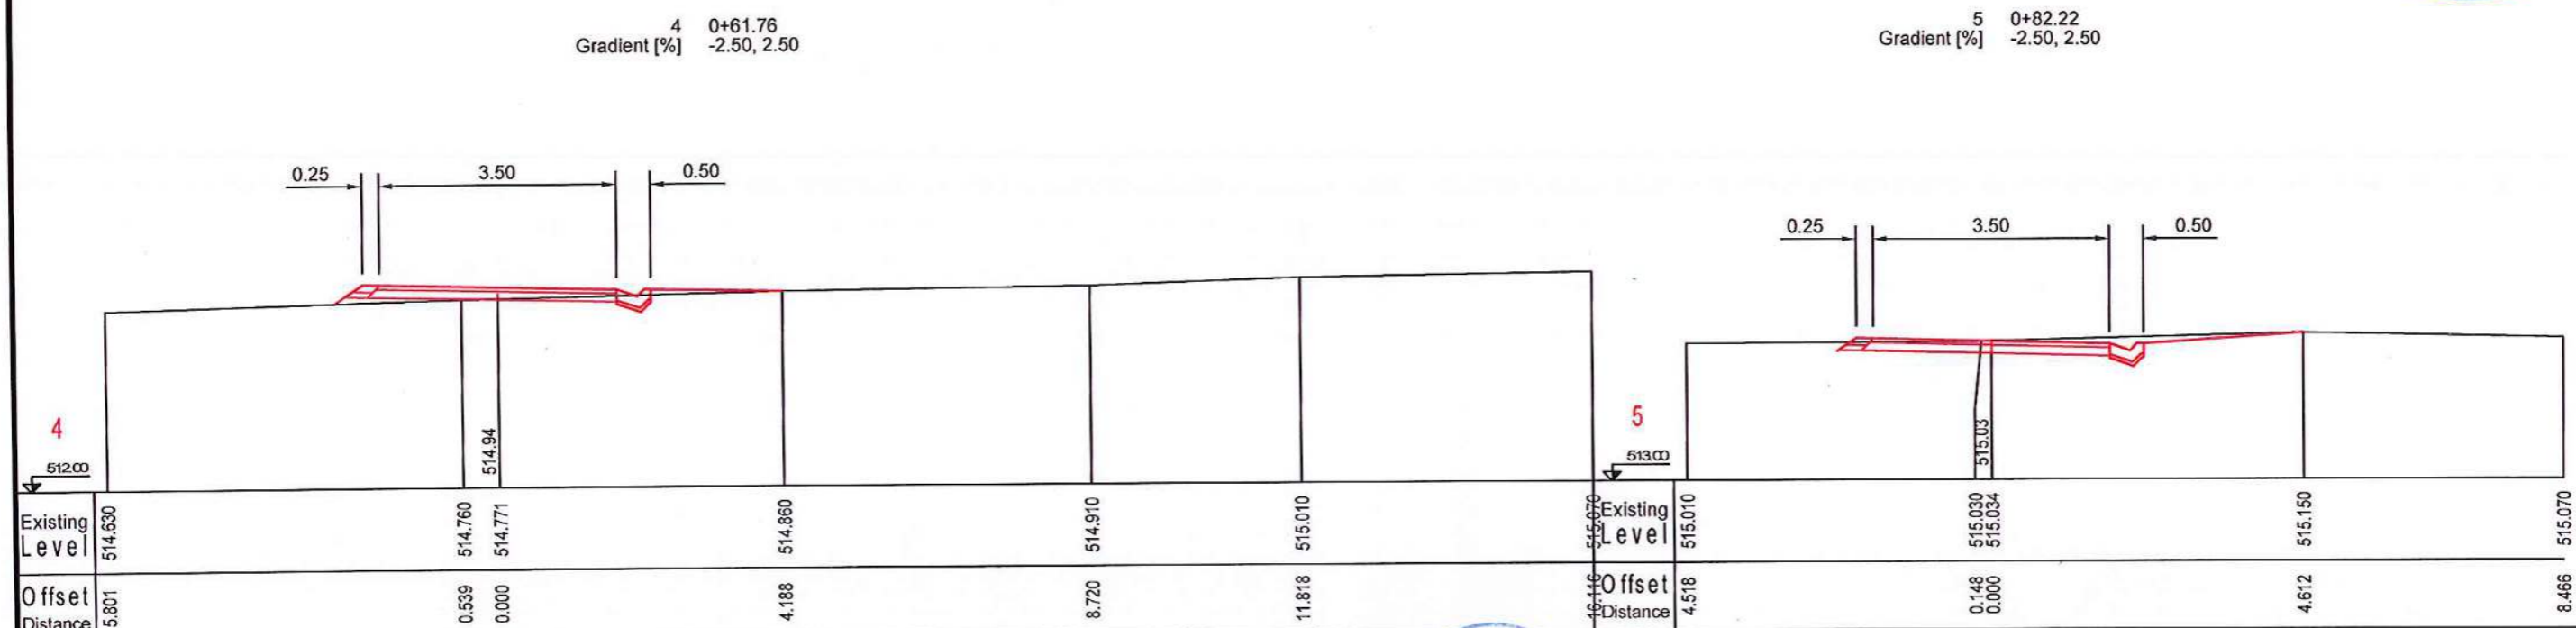 4 0+61.76
Gradient [%] -2.50, 2.50
0.25 3.50 0.50
4
512.00
514.94
Existing Level 514.630 514.760 514.771 514.860 514.910 515.010 515.070
Offset Distance 5.801 0.539 0.000 4.188 8.720 11.818 16.116
5 0+82.22
Gradient [%] -2.50, 2.50
0.25 3.50 0.50
5
513.00
515.03
Existing Level 515.010 515.030 515.034 515.150 515.070
Offset Distance 4.518 0.148 0.000 4.612 8.466